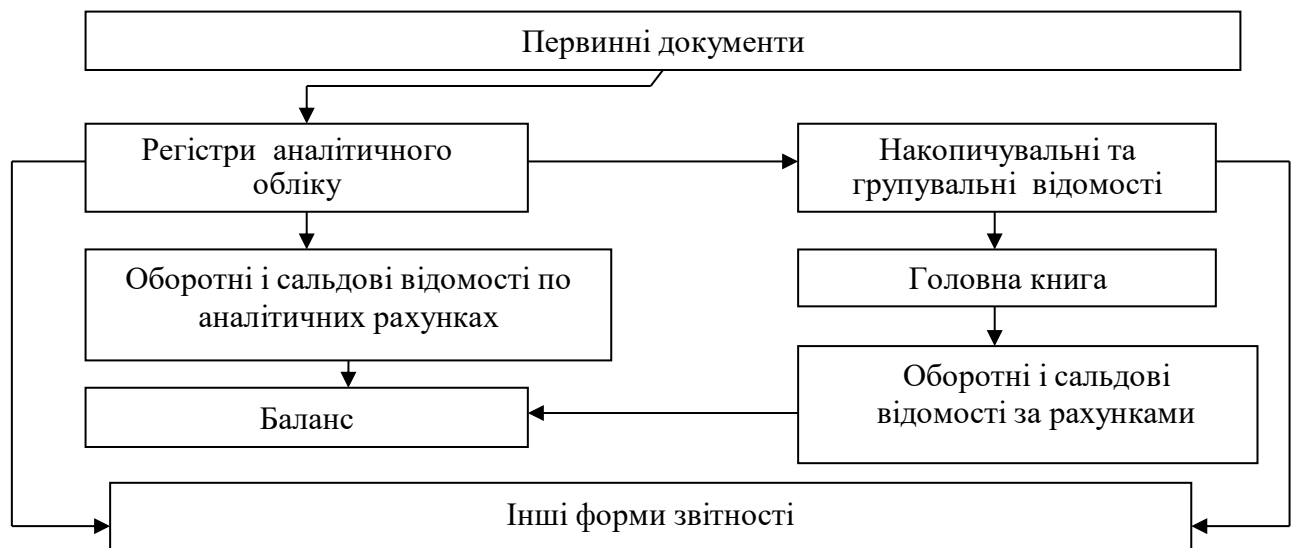 Первинні документи
Регістри аналітичного
обліку
Накопичувальні та
групувальні відомості
Оборотні і сальдові відомості по
аналітичних рахунках
Головна книга
Оборотні і сальдові
відомості за рахунками
Баланс
Інші форми звітності